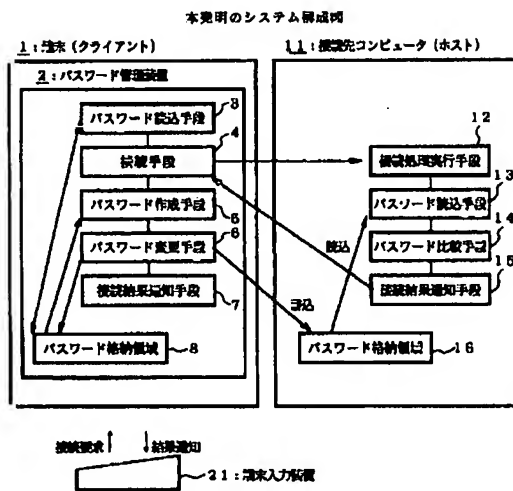 本発明のシステム構成図
1：端末（クライアント）
11：接続先コンピュータ（ホスト）
2：パスワード管理装置
パスワード読込手段
3
接続手段
4
パスワード作成手段
5
パスワード変更手段
6
接続結果通知手段
7
パスワード格納領域
8
接続処理実行手段
12
パスワード読込手段
13
パスワード比較手段
14
接続結果通知手段
15
読込
書込
パスワード格納領域
16
接続要求
結果通知
21：端末入力装置